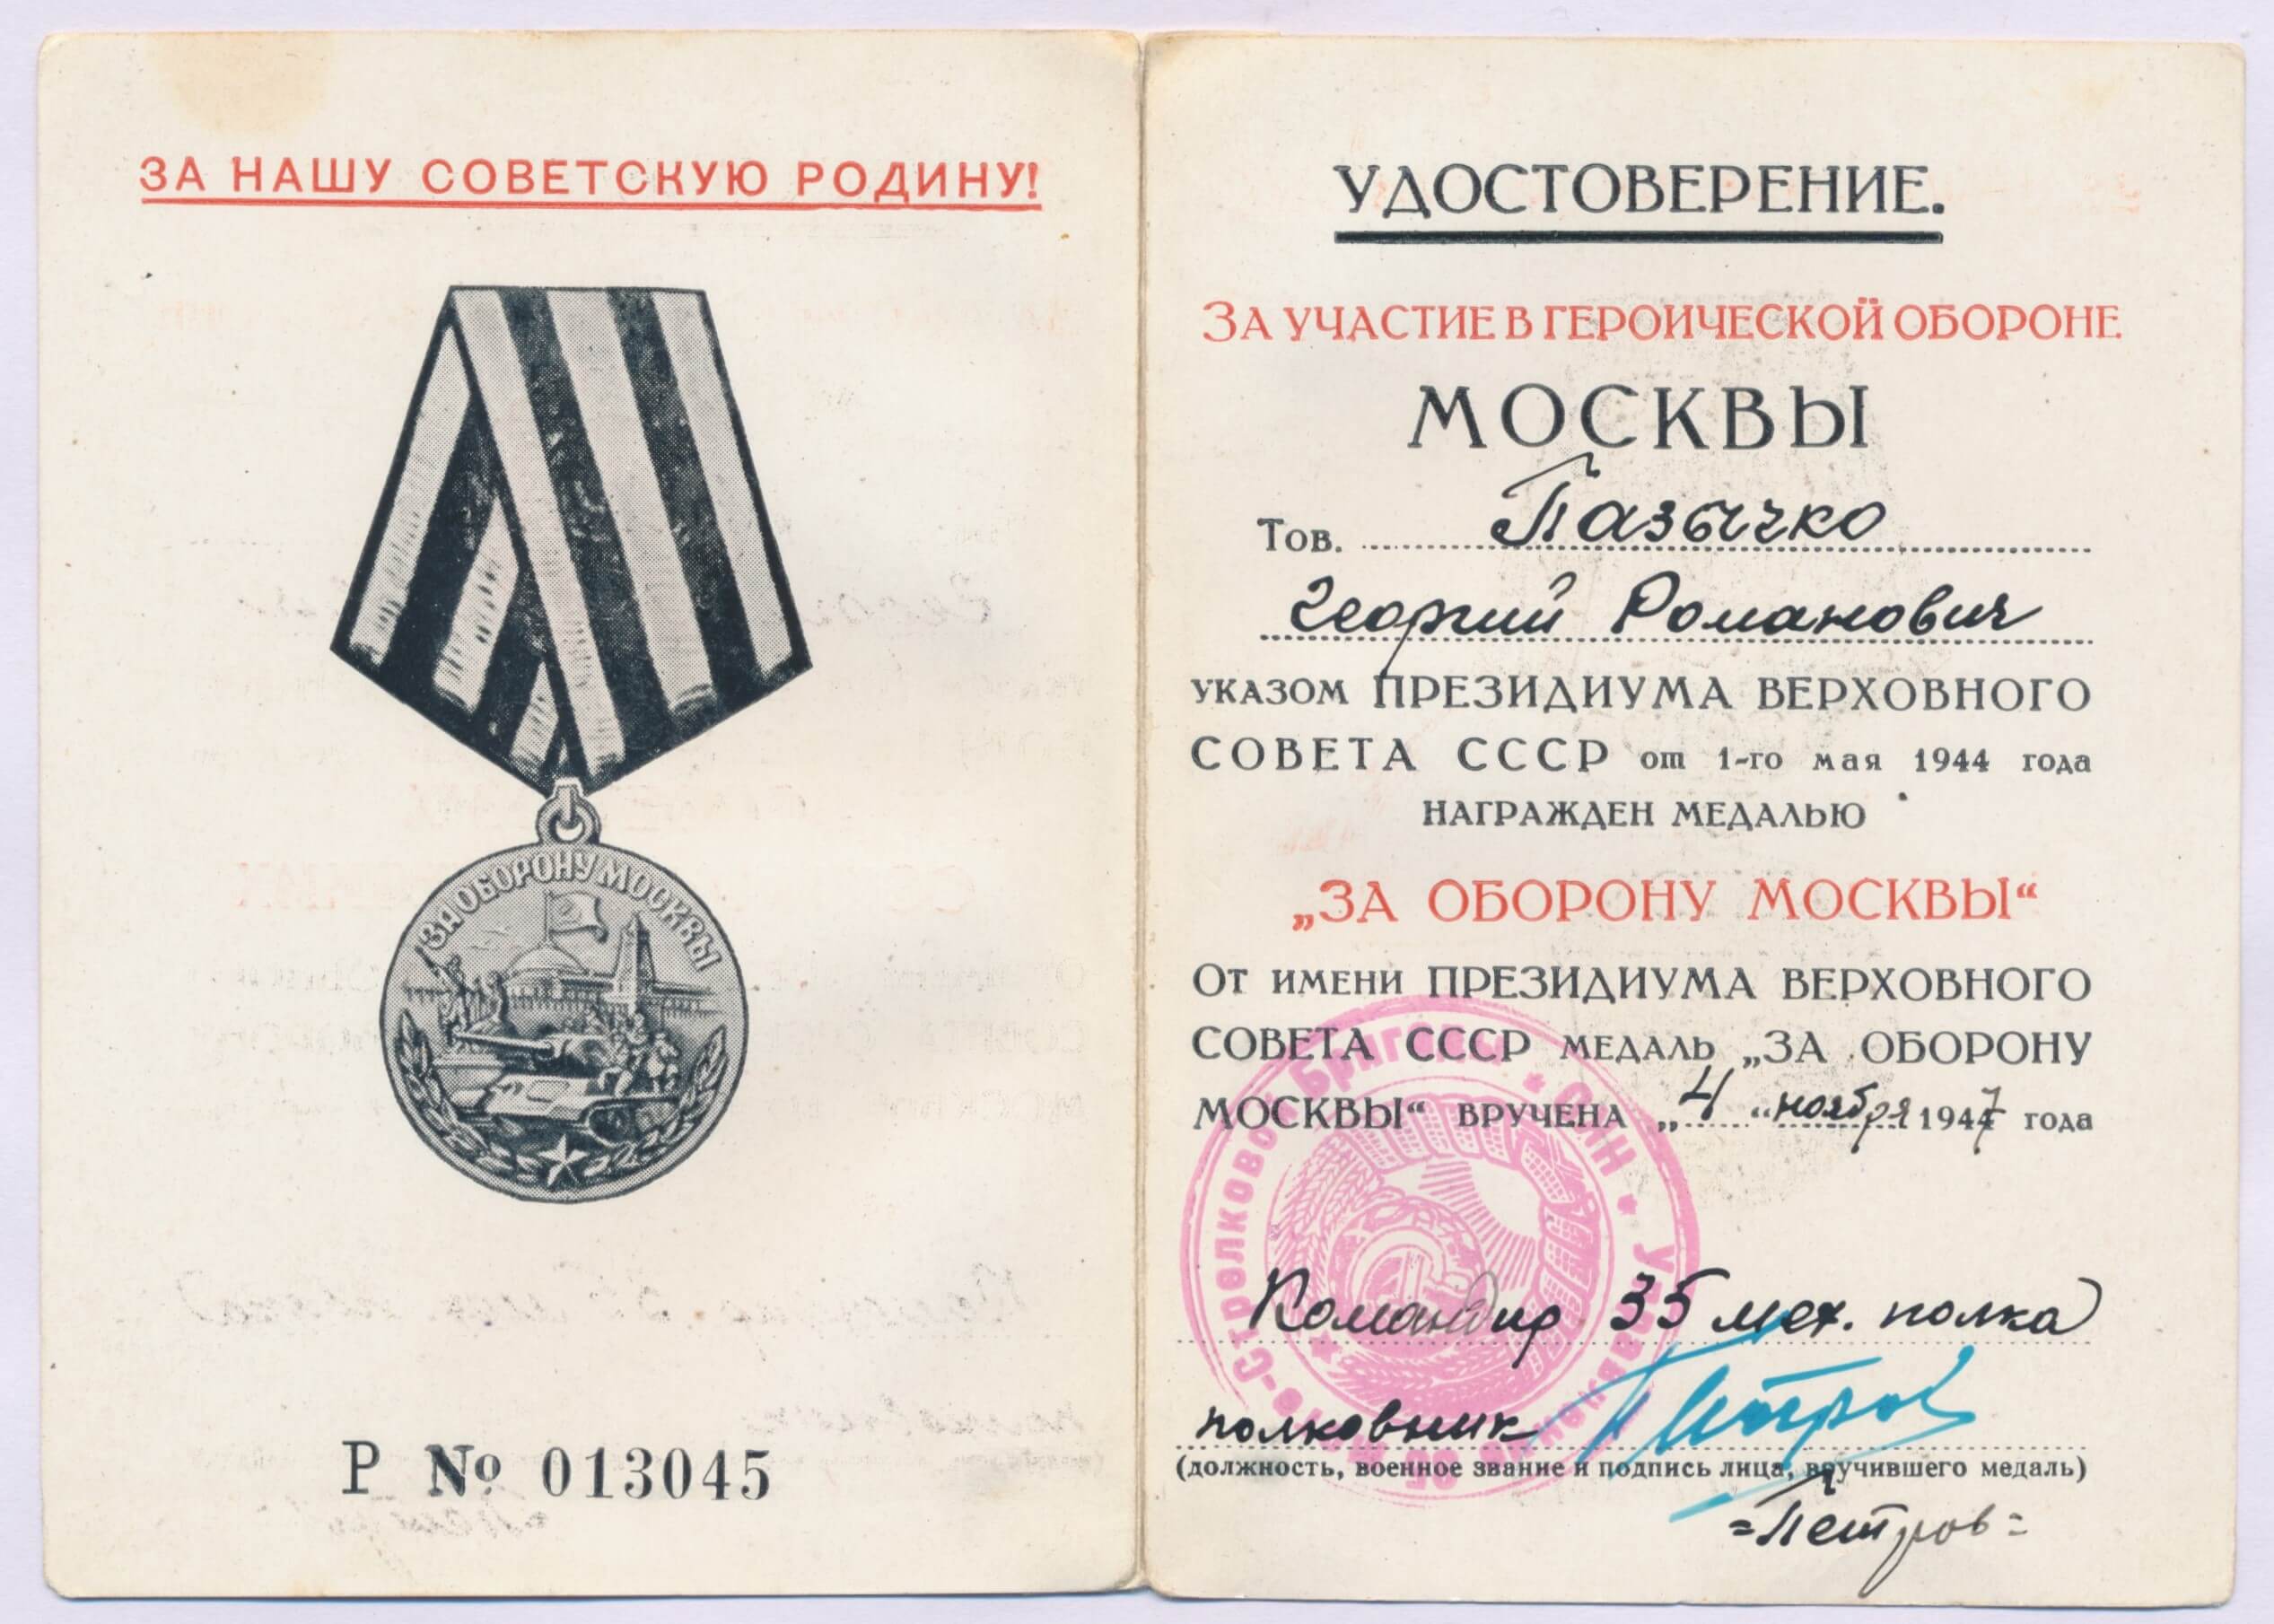 ЗА НАШУ СОВЕТСКУЮ РОДИНУ!
ЗА ОБОРОНУ МОСКВЫ
Р № 013045
УДОСТОВЕРЕНИЕ.
ЗА УЧАСТИЕ В ГЕРОИЧЕСКОЙ ОБОРОНЕ
МОСКВЫ
Тов. Пазычко
Георгий Романович
УКАЗОМ ПРЕЗИДИУМА ВЕРХОВНОГО
СОВЕТА СССР от 1-го мая 1944 года
НАГРАЖДЕН МЕДАЛЬЮ
„ЗА ОБОРОНУ МОСКВЫ“
От имени ПРЕЗИДИУМА ВЕРХОВНОГО
СОВЕТА СССР МЕДАЛЬ „ЗА ОБОРОНУ
МОСКВЫ“ ВРУЧЕНА „4“ ноября 1947 года
Командир 35 мех. полка
полковник Петров
(должность, военное звание и подпись лица, вручившего медаль)
=Петров=